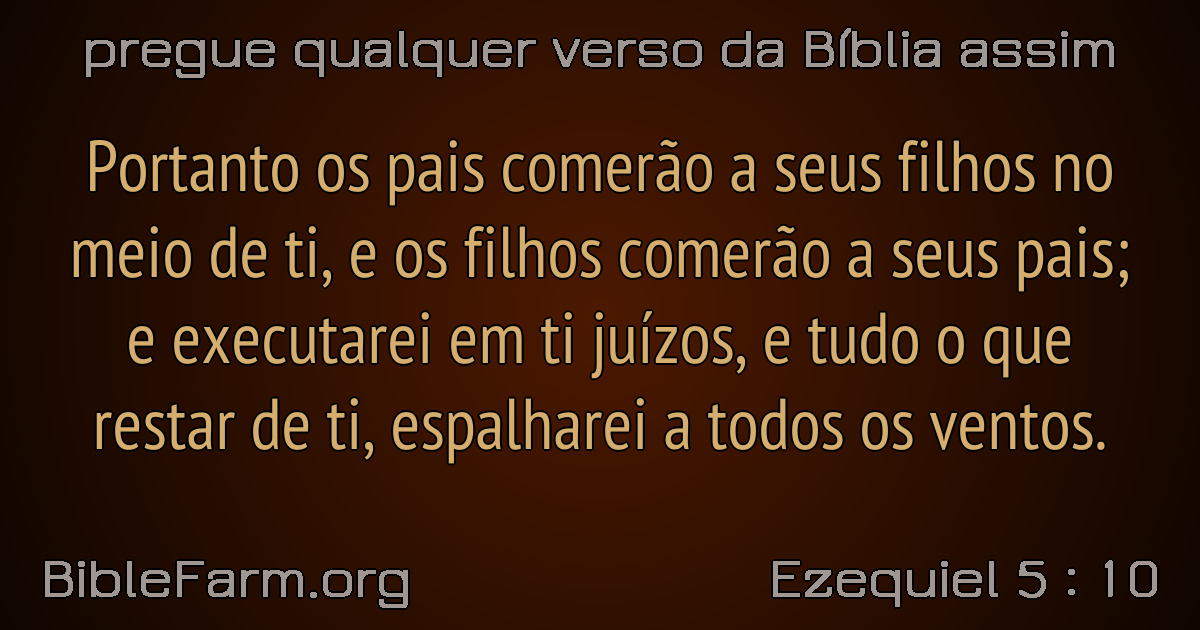 pregue qualquer verso da Bíblia assim
Portanto os pais comerão a seus filhos no
meio de ti, e os filhos comerão a seus pais;
e executarei em ti juízos, e tudo o que
restar de ti, espalharei a todos os ventos.
BibleFarm.org
Ezequiel 5 : 10